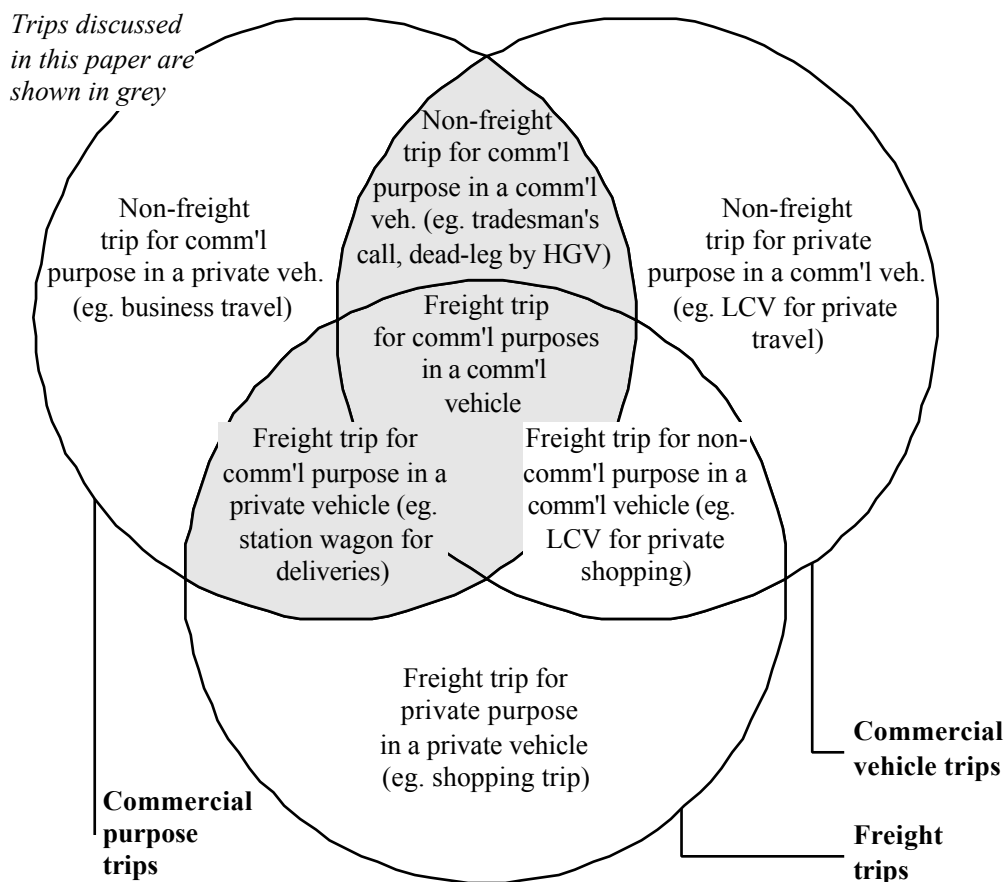 Trips discussed
in this paper are
shown in grey
Non-freight
trip for comm'l
purpose in a comm'l
veh. (eg. tradesman's
call, dead-leg by HGV)
Non-freight
trip for comm'l
purpose in a private veh.
(eg. business travel)
Non-freight
trip for private
purpose in a comm'l veh.
(eg. LCV for private
travel)
Freight trip
for comm'l purposes
in a comm'l
vehicle
Freight trip for
comm'l purpose in a
private vehicle (eg.
station wagon for
deliveries)
Freight trip for non-
comm'l purpose in a
comm'l vehicle (eg.
LCV for private
shopping)
Freight trip for
private purpose
in a private vehicle
(eg. shopping trip)
Commercial
purpose
trips
Commercial
vehicle trips
Freight
trips